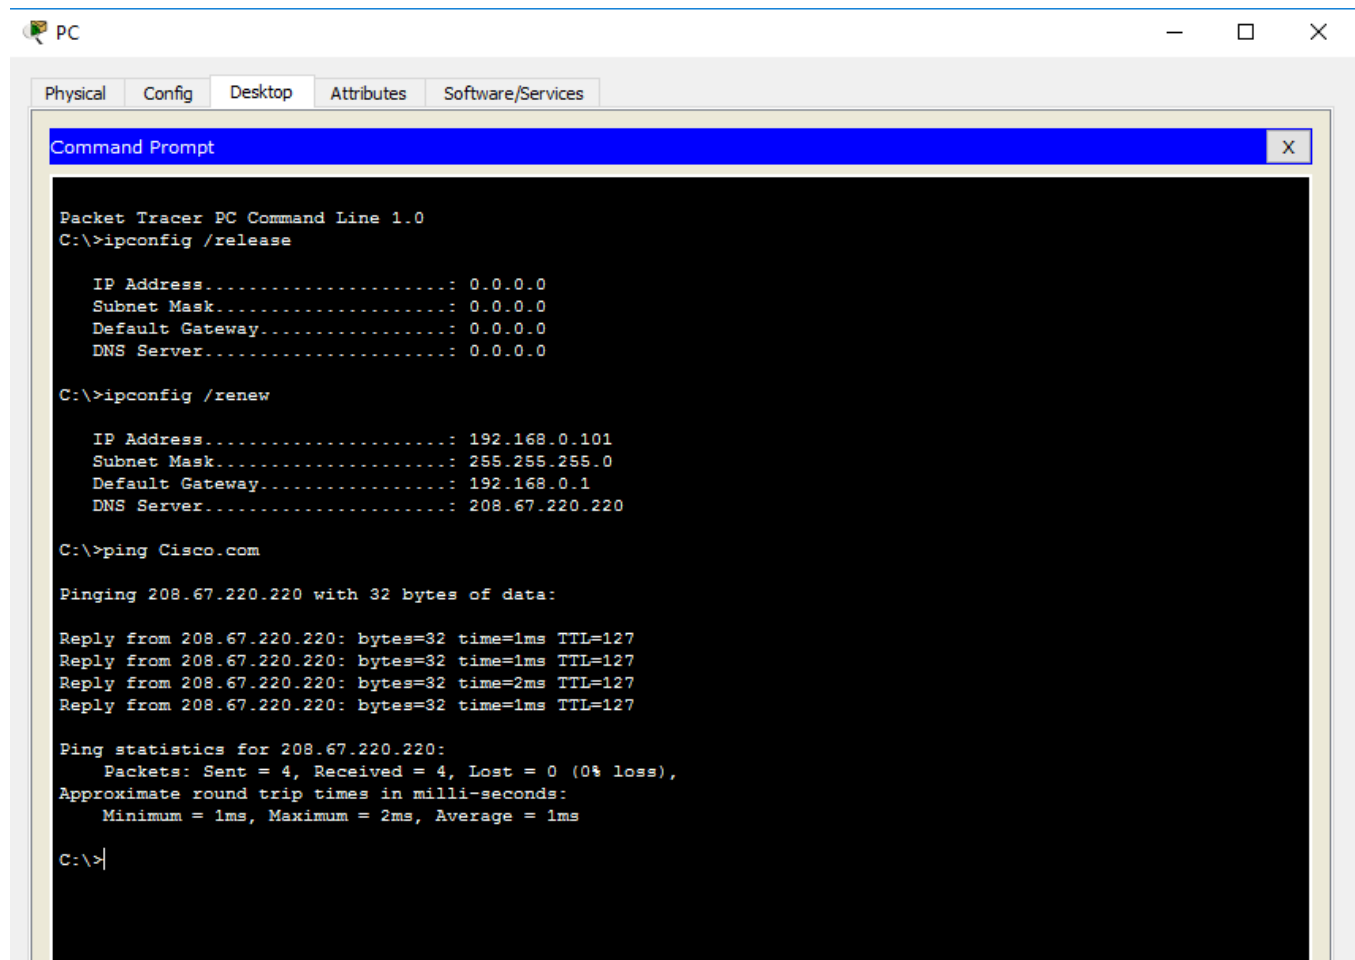 PC
Physical Config Desktop Attributes Software/Services
Command Prompt X
Packet Tracer PC Command Line 1.0
C:\>ipconfig /release
IP Address......................: 0.0.0.0
Subnet Mask.....................: 0.0.0.0
Default Gateway.................: 0.0.0.0
DNS Server......................: 0.0.0.0
C:\>ipconfig /renew
IP Address......................: 192.168.0.101
Subnet Mask.....................: 255.255.255.0
Default Gateway.................: 192.168.0.1
DNS Server......................: 208.67.220.220
C:\>ping Cisco.com
Pinging 208.67.220.220 with 32 bytes of data:
Reply from 208.67.220.220: bytes=32 time=1ms TTL=127
Reply from 208.67.220.220: bytes=32 time=1ms TTL=127
Reply from 208.67.220.220: bytes=32 time=2ms TTL=127
Reply from 208.67.220.220: bytes=32 time=1ms TTL=127
Ping statistics for 208.67.220.220:
Packets: Sent = 4, Received = 4, Lost = 0 (0% loss),
Approximate round trip times in milli-seconds:
Minimum = 1ms, Maximum = 2ms, Average = 1ms
C:\>